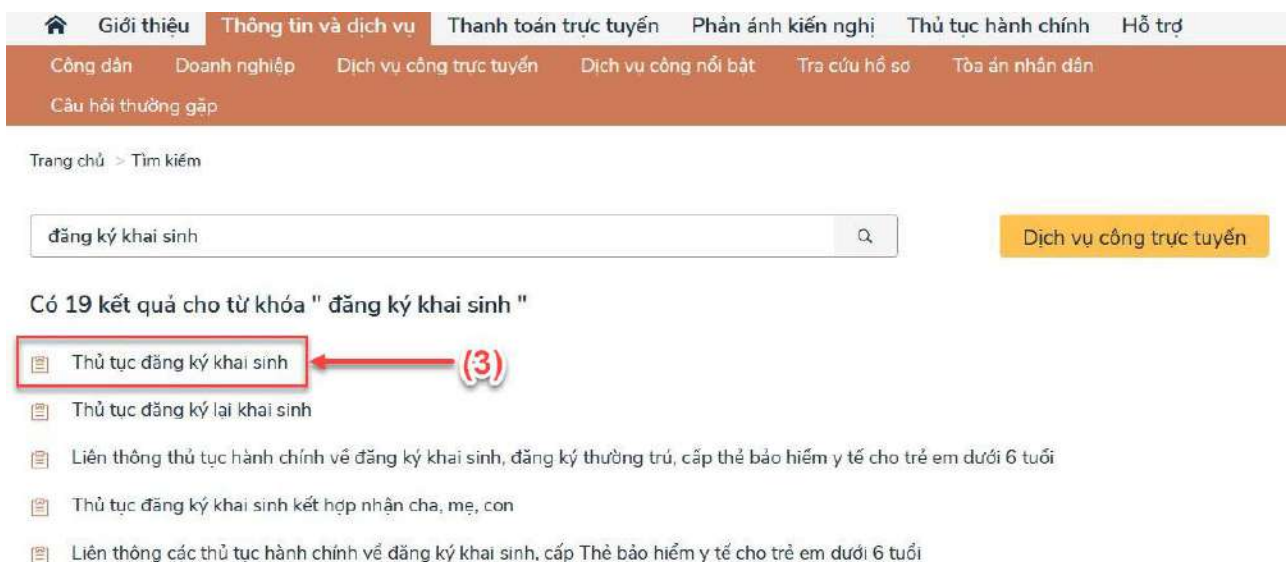 Giới thiệu Thông tin và dịch vụ Thanh toán trực tuyến Phản ánh kiến nghị Thủ tục hành chính Hỗ trợ
Công dân Doanh nghiệp Dịch vụ công trực tuyến Dịch vụ công nổi bật Tra cứu hồ sơ Tòa án nhân dân
Câu hỏi thường gặp
Trang chủ > Tìm kiếm
đăng ký khai sinh
Dịch vụ công trực tuyến
Có 19 kết quả cho từ khóa " đăng ký khai sinh "
Thủ tục đăng ký khai sinh
(3)
Thủ tục đăng ký lại khai sinh
Liên thông thủ tục hành chính về đăng ký khai sinh, đăng ký thường trú, cấp thẻ bảo hiểm y tế cho trẻ em dưới 6 tuổi
Thủ tục đăng ký khai sinh kết hợp nhận cha, mẹ, con
Liên thông các thủ tục hành chính về đăng ký khai sinh, cấp Thẻ bảo hiểm y tế cho trẻ em dưới 6 tuổi